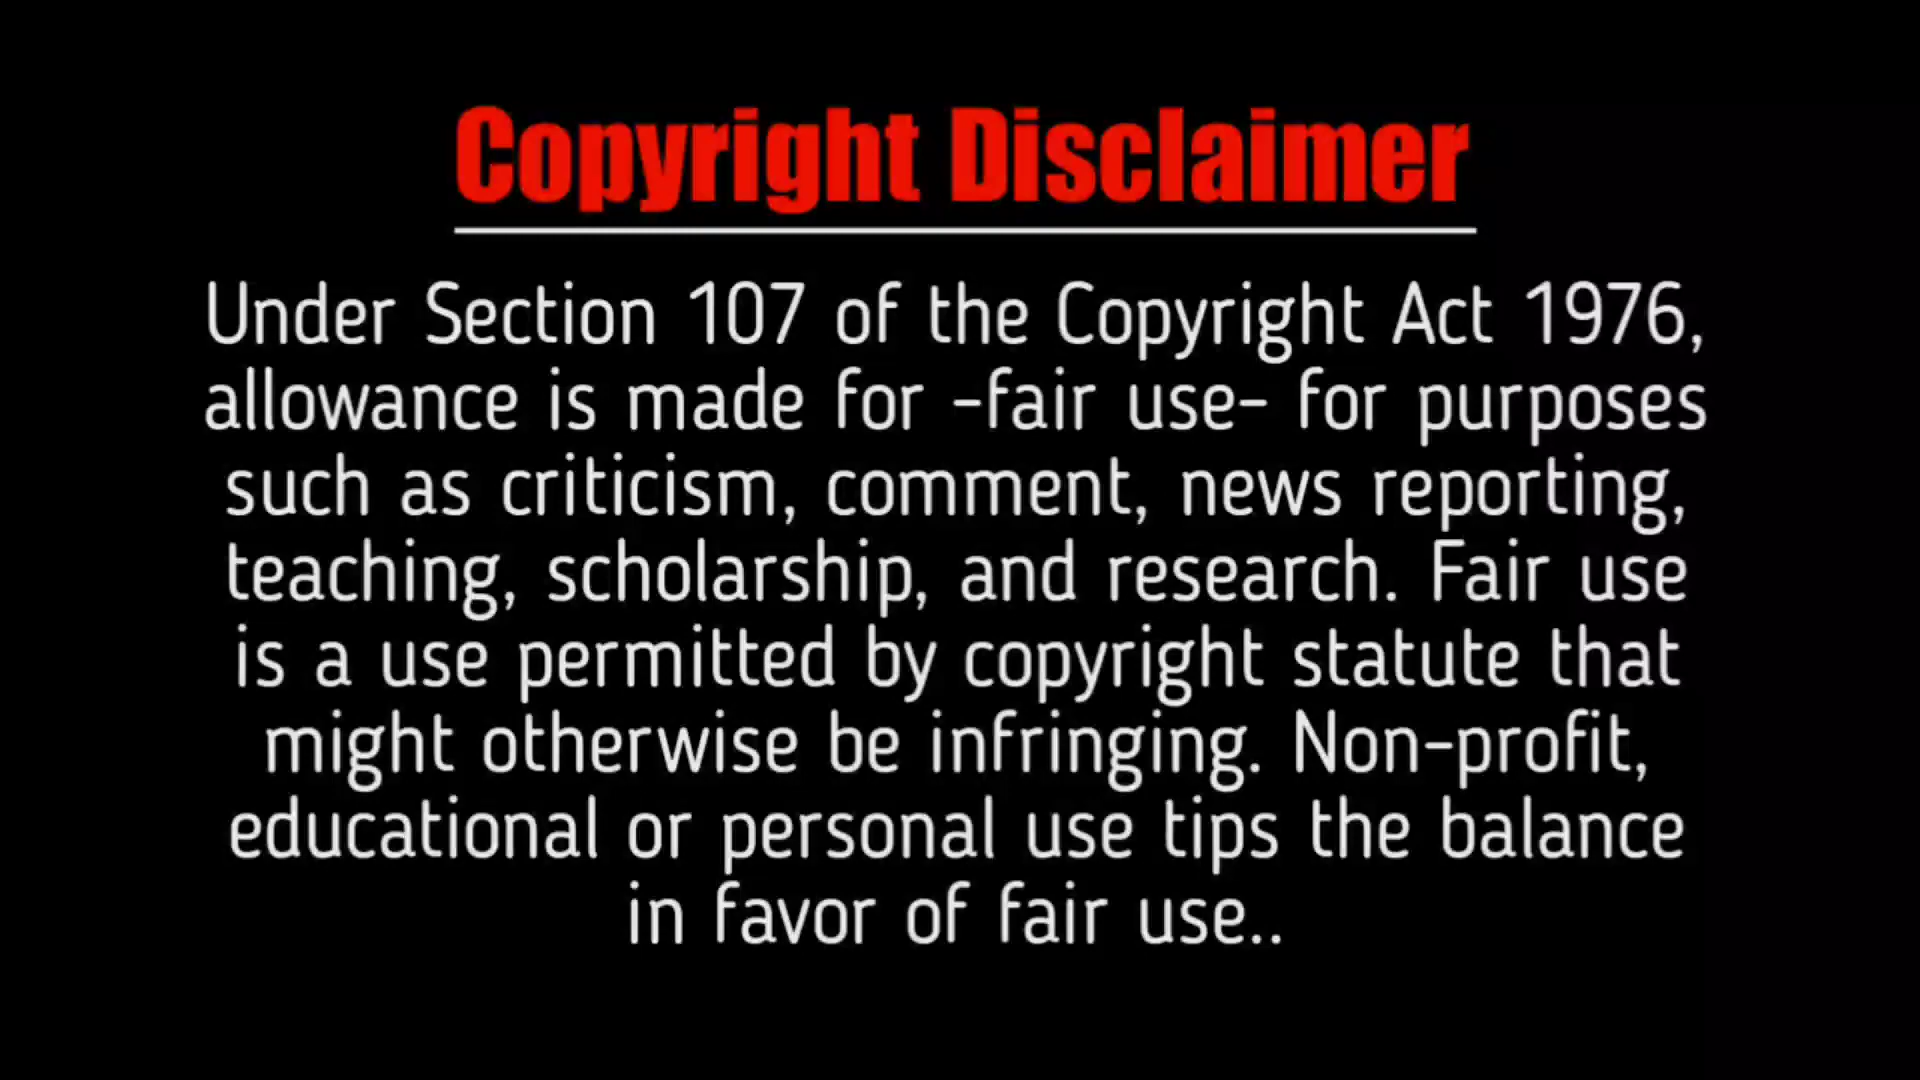 Copyright Disclaimer
Under Section 107 of the Copyright Act 1976,
allowance is made for -fair use- for purposes
such as criticism, comment, news reporting,
teaching, scholarship, and research. Fair use
is a use permitted by copyright statute that
might otherwise be infringing. Non-profit,
educational or personal use tips the balance
in favor of fair use..